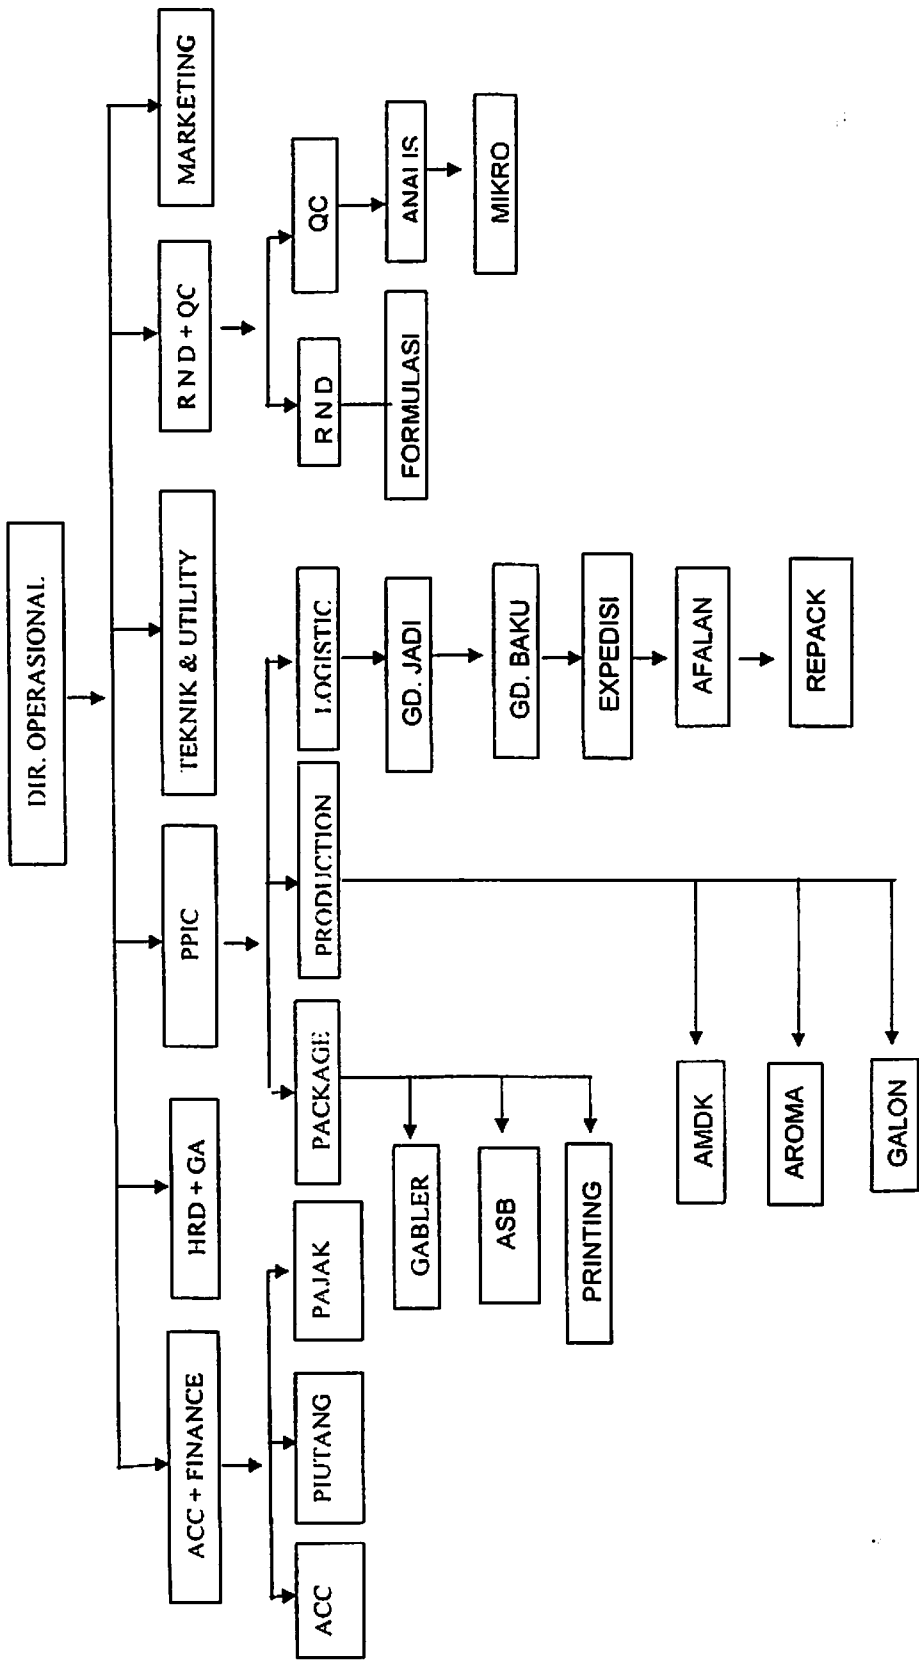 DIR. OPERASIONAL
ACC + FINANCE
HRD + GA
PPIC
TEKNIK & UTILITY
R N D + QC
MARKETING
ACC
PIUTANG
PAJAK
PACKAGE
PRODUCTION
LOGISTIC
R N D
QC
GABLER
GD. JADI
FORMULASI
ANALIS
ASB
GD. BAKU
MIKRO
PRINTING
EXPEDISI
AMDK
AFALAN
AROMA
REPACK
GALON